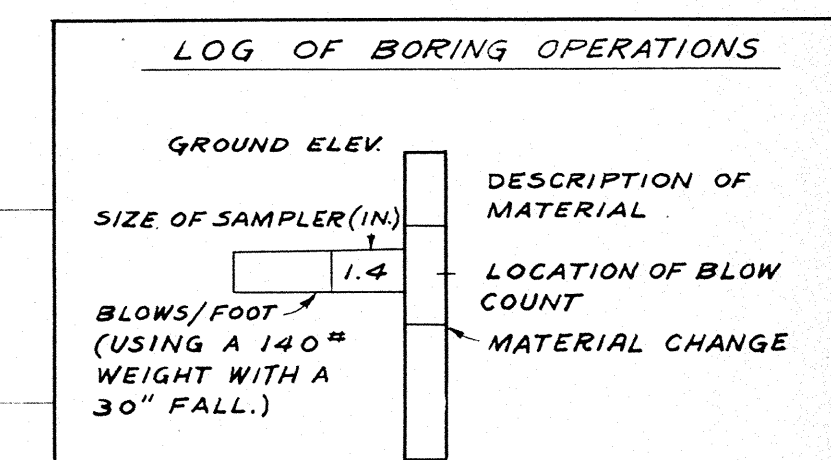 LOG OF BORING OPERATIONS
GROUND ELEV.
DESCRIPTION OF
MATERIAL
SIZE OF SAMPLER (IN.)
1.4
LOCATION OF BLOW
COUNT
BLOWS/FOOT
(USING A 140#
WEIGHT WITH A
30" FALL.)
MATERIAL CHANGE